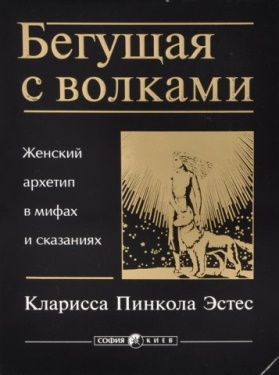 Бегущая
с волками
Женский
архетип
в мифах
и сказаниях
Кларисса Пинкола Эстес
СОФИЯ КИЕВ